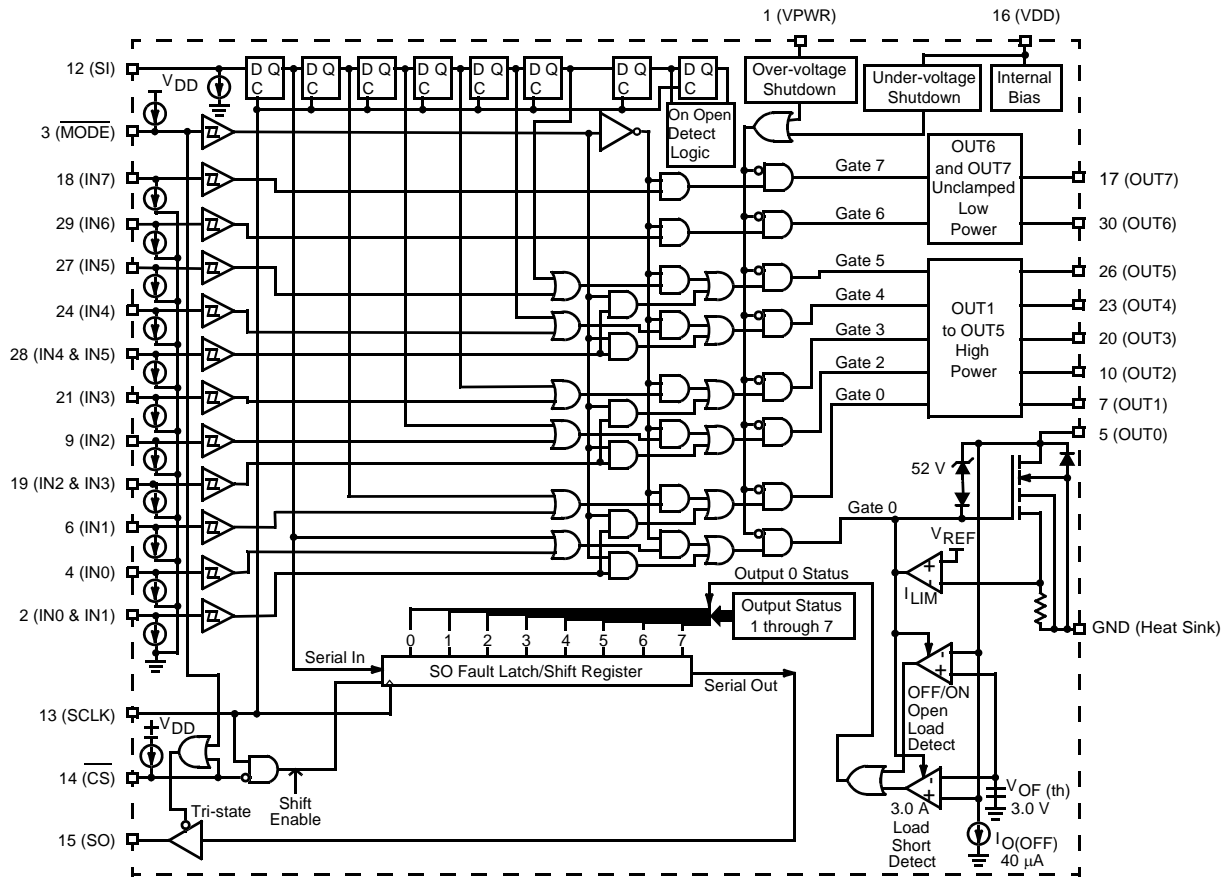 1 (VPWR)
16 (VDD)
12 (SI)
VDD
D Q
C
D Q
C
D Q
C
D Q
C
D Q
C
D Q
C
D Q
C
D Q
C
Over-voltage
Shutdown
Under-voltage
Shutdown
Internal
Bias
3 (MODE)
On Open
Detect
Logic
OUT6
and OUT7
Unclamped
Low
Power
18 (IN7)
Gate 7
17 (OUT7)
29 (IN6)
Gate 6
30 (OUT6)
27 (IN5)
Gate 5
26 (OUT5)
24 (IN4)
Gate 4
23 (OUT4)
OUT1
to OUT5
High
Power
28 (IN4 & IN5)
Gate 3
20 (OUT3)
21 (IN3)
Gate 2
10 (OUT2)
Gate 0
7 (OUT1)
9 (IN2)
5 (OUT0)
52 V
19 (IN2 & IN3)
6 (IN1)
Gate 0
VREF
4 (IN0)
Output 0 Status
ILIM
-
+
2 (IN0 & IN1)
Output Status
1 through 7
GND (Heat Sink)
0 1 2 3 4 5 6 7
Serial In
SO Fault Latch/Shift Register
Serial Out
-
+
OFF/ON
Open
Load
Detect
13 (SCLK)
VDD
14 (CS)
Shift
Enable
Tri-state
-
+
3.0 A
Load
Short
Detect
VOF (th)
3.0 V
15 (SO)
IO(OFF)
40 µA